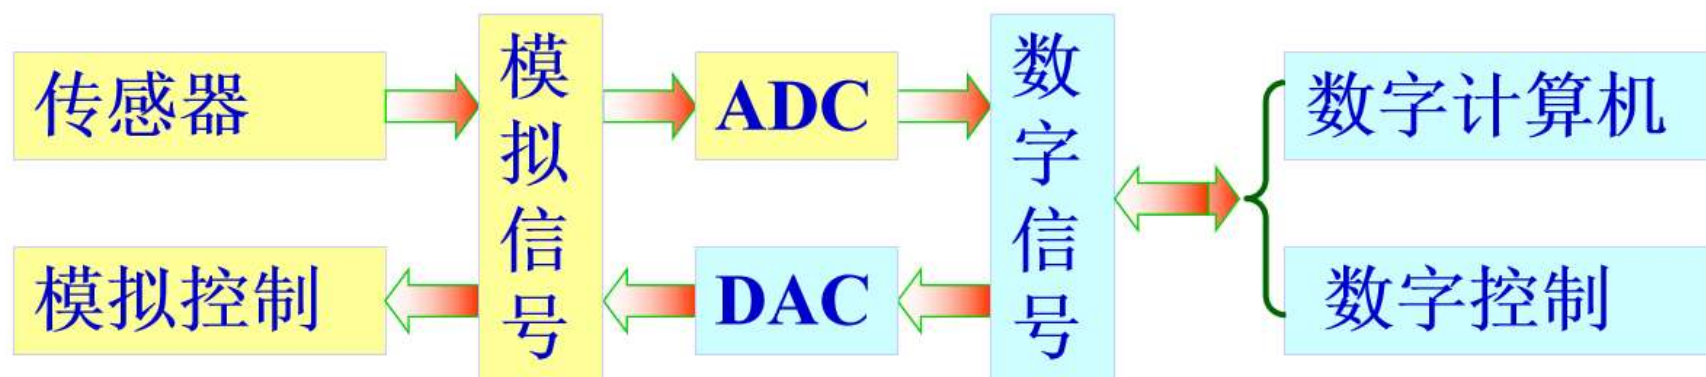 传感器
模拟信号
ADC
数字信号
数字计算机
模拟控制
DAC
数字控制